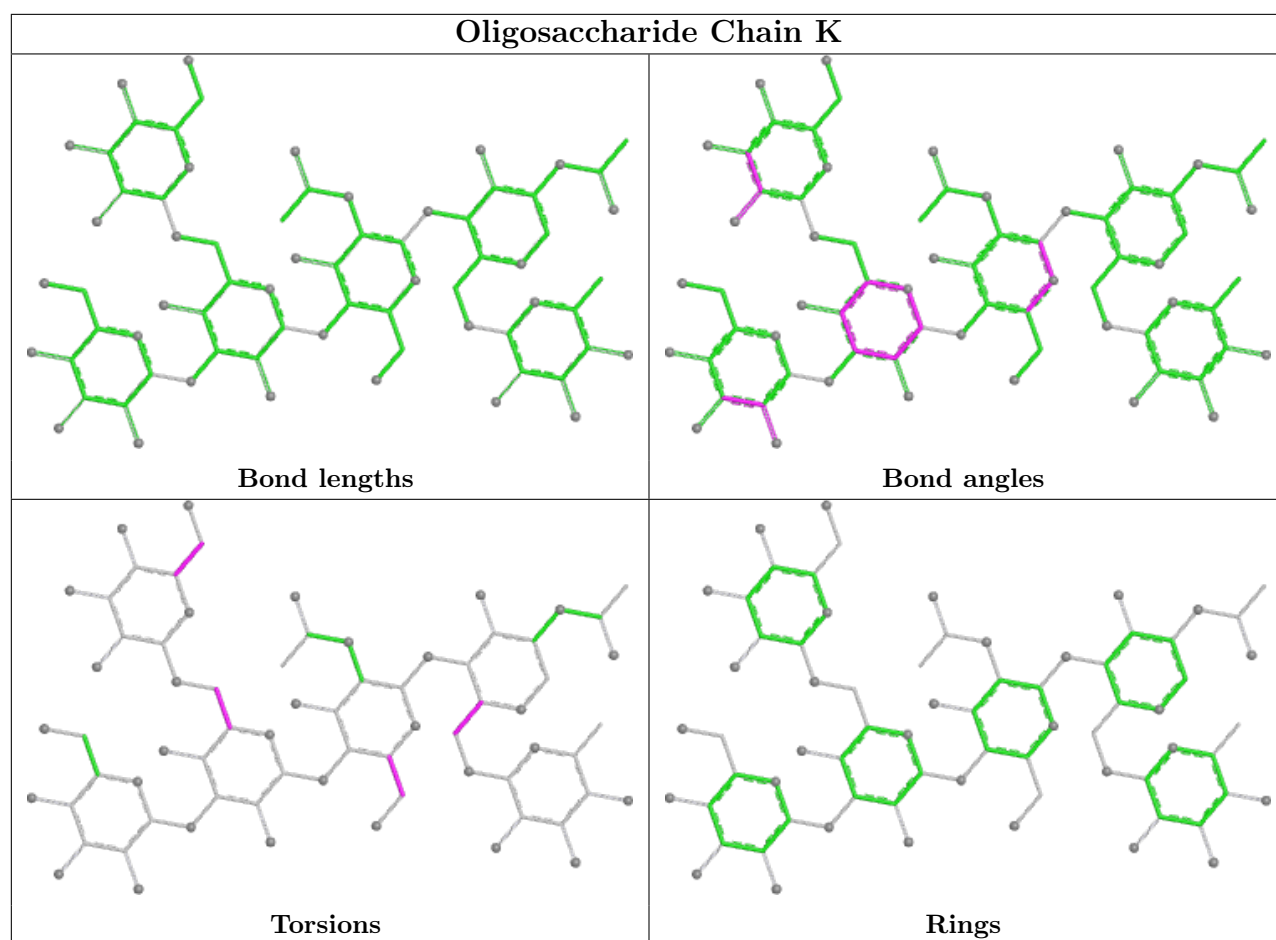 Oligosaccharide Chain K
Bond lengths
Bond angles
Torsions
Rings